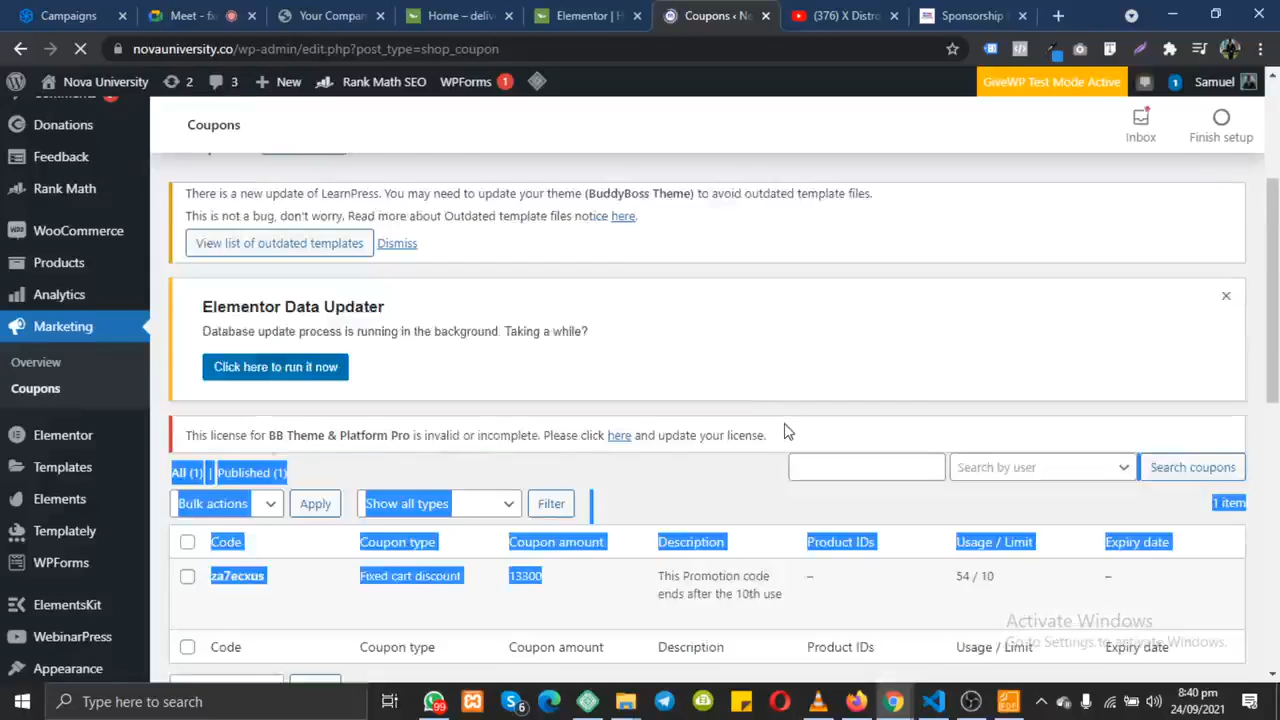 Campaigns
Meet - fx
Your Compan
Home – deliv
Elementor | H
Coupons ‹ N
(376) X Distro
Sponsorship
novauniversity.co/wp-admin/edit.php?post_type=shop_coupon
Nova University
2
3
New
Rank Math SEO
WPForms
1
GiveWP Test Mode Active
1
Samuel
Comments
Donations
Feedback
Rank Math
WooCommerce
Products
Analytics
Marketing
Overview
Coupons
Elementor
Templates
Elements
Templately
WPForms
ElementsKit
WebinarPress
Appearance
Coupons
Inbox
Finish setup
There is a new update of LearnPress. You may need to update your theme (BuddyBoss Theme) to avoid outdated template files.
This is not a bug, don't worry. Read more about Outdated template files notice here.
View list of outdated templates
Dismiss
Elementor Data Updater
Database update process is running in the background. Taking a while?
Click here to run it now
This license for BB Theme & Platform Pro is invalid or incomplete. Please click here and update your license.
All (1) | Published (1)
Search by user
Search coupons
Bulk actions
Apply
Show all types
Filter
1 item
Code Coupon type Coupon amount Description Product IDs Usage / Limit Expiry date
za7ecxus Fixed cart discount 13300 This Promotion code – 54 / 10 –
ends after the 10th use
Code Coupon type Coupon amount Description Product IDs Usage / Limit Expiry date
Activate Windows
Go to Settings to activate Windows.
Type here to search
99
6
8:40 pm
24/09/2021